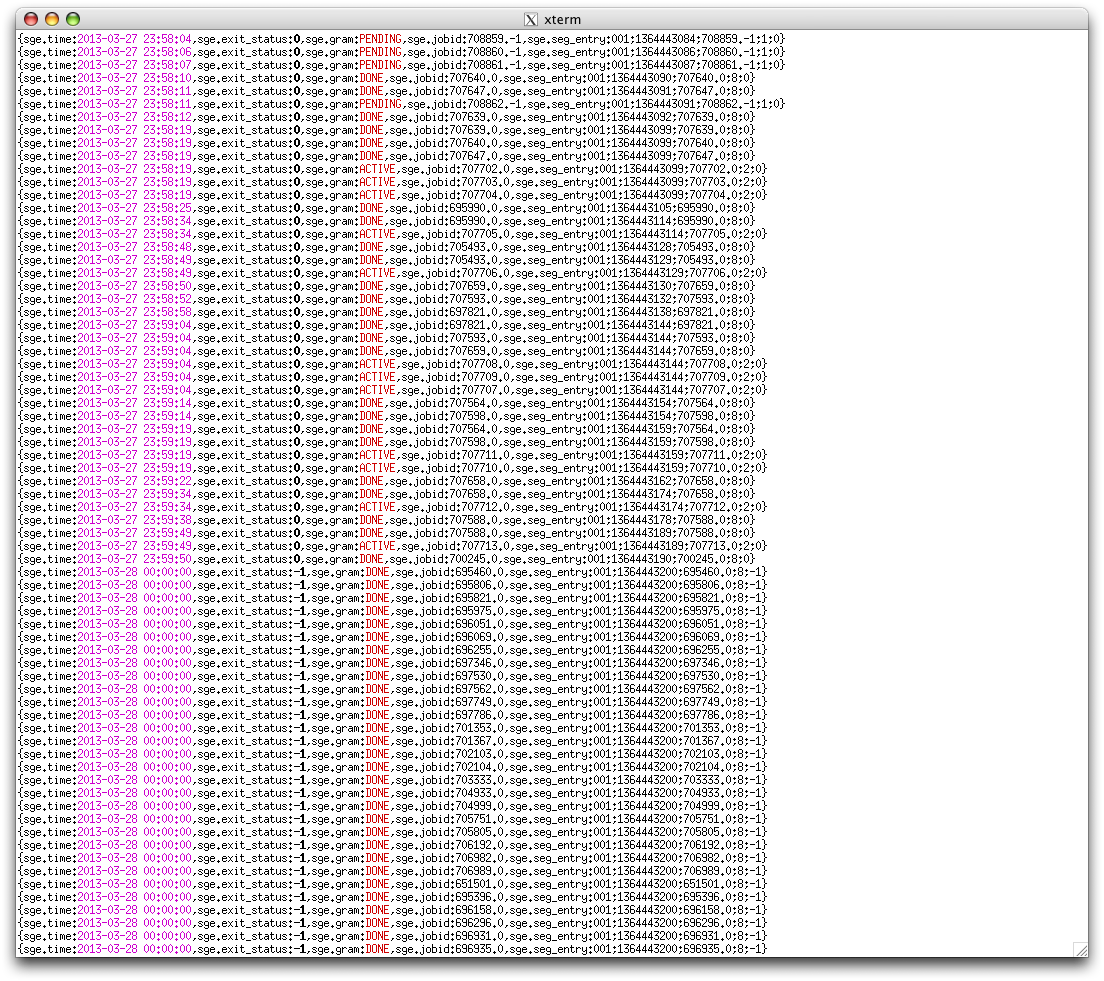 xterm
{sge.time:2013-03-27 23:58:04,sge.exit_status:0,sge.gram:PENDING,sge.jobid:708859.-1,sge.seg_entry:001;1364443084;708859.-1;1;0}
{sge.time:2013-03-27 23:58:06,sge.exit_status:0,sge.gram:PENDING,sge.jobid:708860.-1,sge.seg_entry:001;1364443086;708860.-1;1;0}
{sge.time:2013-03-27 23:58:07,sge.exit_status:0,sge.gram:PENDING,sge.jobid:708861.-1,sge.seg_entry:001;1364443087;708861.-1;1;0}
{sge.time:2013-03-27 23:58:10,sge.exit_status:0,sge.gram:DONE,sge.jobid:707640.0,sge.seg_entry:001;1364443090;707640.0;8;0}
{sge.time:2013-03-27 23:58:11,sge.exit_status:0,sge.gram:DONE,sge.jobid:707647.0,sge.seg_entry:001;1364443091;707647.0;8;0}
{sge.time:2013-03-27 23:58:11,sge.exit_status:0,sge.gram:PENDING,sge.jobid:708862.-1,sge.seg_entry:001;1364443091;708862.-1;1;0}
{sge.time:2013-03-27 23:58:12,sge.exit_status:0,sge.gram:DONE,sge.jobid:707639.0,sge.seg_entry:001;1364443092;707639.0;8;0}
{sge.time:2013-03-27 23:58:19,sge.exit_status:0,sge.gram:DONE,sge.jobid:707639.0,sge.seg_entry:001;1364443099;707639.0;8;0}
{sge.time:2013-03-27 23:58:19,sge.exit_status:0,sge.gram:DONE,sge.jobid:707640.0,sge.seg_entry:001;1364443099;707640.0;8;0}
{sge.time:2013-03-27 23:58:19,sge.exit_status:0,sge.gram:DONE,sge.jobid:707647.0,sge.seg_entry:001;1364443099;707647.0;8;0}
{sge.time:2013-03-27 23:58:19,sge.exit_status:0,sge.gram:ACTIVE,sge.jobid:707702.0,sge.seg_entry:001;1364443099;707702.0;2;0}
{sge.time:2013-03-27 23:58:19,sge.exit_status:0,sge.gram:ACTIVE,sge.jobid:707703.0,sge.seg_entry:001;1364443099;707703.0;2;0}
{sge.time:2013-03-27 23:58:19,sge.exit_status:0,sge.gram:ACTIVE,sge.jobid:707704.0,sge.seg_entry:001;1364443099;707704.0;2;0}
{sge.time:2013-03-27 23:58:25,sge.exit_status:0,sge.gram:DONE,sge.jobid:695990.0,sge.seg_entry:001;1364443105;695990.0;8;0}
{sge.time:2013-03-27 23:58:34,sge.exit_status:0,sge.gram:DONE,sge.jobid:695990.0,sge.seg_entry:001;1364443114;695990.0;8;0}
{sge.time:2013-03-27 23:58:34,sge.exit_status:0,sge.gram:ACTIVE,sge.jobid:707705.0,sge.seg_entry:001;1364443114;707705.0;2;0}
{sge.time:2013-03-27 23:58:48,sge.exit_status:0,sge.gram:DONE,sge.jobid:705493.0,sge.seg_entry:001;1364443128;705493.0;8;0}
{sge.time:2013-03-27 23:58:49,sge.exit_status:0,sge.gram:DONE,sge.jobid:705493.0,sge.seg_entry:001;1364443129;705493.0;8;0}
{sge.time:2013-03-27 23:58:49,sge.exit_status:0,sge.gram:ACTIVE,sge.jobid:707706.0,sge.seg_entry:001;1364443129;707706.0;2;0}
{sge.time:2013-03-27 23:58:50,sge.exit_status:0,sge.gram:DONE,sge.jobid:707659.0,sge.seg_entry:001;1364443130;707659.0;8;0}
{sge.time:2013-03-27 23:58:52,sge.exit_status:0,sge.gram:DONE,sge.jobid:707593.0,sge.seg_entry:001;1364443132;707593.0;8;0}
{sge.time:2013-03-27 23:58:58,sge.exit_status:0,sge.gram:DONE,sge.jobid:697821.0,sge.seg_entry:001;1364443138;697821.0;8;0}
{sge.time:2013-03-27 23:59:04,sge.exit_status:0,sge.gram:DONE,sge.jobid:697821.0,sge.seg_entry:001;1364443144;697821.0;8;0}
{sge.time:2013-03-27 23:59:04,sge.exit_status:0,sge.gram:DONE,sge.jobid:707593.0,sge.seg_entry:001;1364443144;707593.0;8;0}
{sge.time:2013-03-27 23:59:04,sge.exit_status:0,sge.gram:DONE,sge.jobid:707659.0,sge.seg_entry:001;1364443144;707659.0;8;0}
{sge.time:2013-03-27 23:59:04,sge.exit_status:0,sge.gram:ACTIVE,sge.jobid:707708.0,sge.seg_entry:001;1364443144;707708.0;2;0}
{sge.time:2013-03-27 23:59:04,sge.exit_status:0,sge.gram:ACTIVE,sge.jobid:707709.0,sge.seg_entry:001;1364443144;707709.0;2;0}
{sge.time:2013-03-27 23:59:04,sge.exit_status:0,sge.gram:ACTIVE,sge.jobid:707707.0,sge.seg_entry:001;1364443144;707707.0;2;0}
{sge.time:2013-03-27 23:59:14,sge.exit_status:0,sge.gram:DONE,sge.jobid:707564.0,sge.seg_entry:001;1364443154;707564.0;8;0}
{sge.time:2013-03-27 23:59:14,sge.exit_status:0,sge.gram:DONE,sge.jobid:707598.0,sge.seg_entry:001;1364443154;707598.0;8;0}
{sge.time:2013-03-27 23:59:19,sge.exit_status:0,sge.gram:DONE,sge.jobid:707564.0,sge.seg_entry:001;1364443159;707564.0;8;0}
{sge.time:2013-03-27 23:59:19,sge.exit_status:0,sge.gram:DONE,sge.jobid:707598.0,sge.seg_entry:001;1364443159;707598.0;8;0}
{sge.time:2013-03-27 23:59:19,sge.exit_status:0,sge.gram:ACTIVE,sge.jobid:707711.0,sge.seg_entry:001;1364443159;707711.0;2;0}
{sge.time:2013-03-27 23:59:19,sge.exit_status:0,sge.gram:ACTIVE,sge.jobid:707710.0,sge.seg_entry:001;1364443159;707710.0;2;0}
{sge.time:2013-03-27 23:59:22,sge.exit_status:0,sge.gram:DONE,sge.jobid:707658.0,sge.seg_entry:001;1364443162;707658.0;8;0}
{sge.time:2013-03-27 23:59:34,sge.exit_status:0,sge.gram:DONE,sge.jobid:707658.0,sge.seg_entry:001;1364443174;707658.0;8;0}
{sge.time:2013-03-27 23:59:34,sge.exit_status:0,sge.gram:ACTIVE,sge.jobid:707712.0,sge.seg_entry:001;1364443174;707712.0;2;0}
{sge.time:2013-03-27 23:59:38,sge.exit_status:0,sge.gram:DONE,sge.jobid:707588.0,sge.seg_entry:001;1364443178;707588.0;8;0}
{sge.time:2013-03-27 23:59:49,sge.exit_status:0,sge.gram:DONE,sge.jobid:707588.0,sge.seg_entry:001;1364443189;707588.0;8;0}
{sge.time:2013-03-27 23:59:49,sge.exit_status:0,sge.gram:ACTIVE,sge.jobid:707713.0,sge.seg_entry:001;1364443189;707713.0;2;0}
{sge.time:2013-03-27 23:59:50,sge.exit_status:0,sge.gram:DONE,sge.jobid:700245.0,sge.seg_entry:001;1364443190;700245.0;8;0}
{sge.time:2013-03-28 00:00:00,sge.exit_status:-1,sge.gram:DONE,sge.jobid:695460.0,sge.seg_entry:001;1364443200;695460.0;8;-1}
{sge.time:2013-03-28 00:00:00,sge.exit_status:-1,sge.gram:DONE,sge.jobid:695806.0,sge.seg_entry:001;1364443200;695806.0;8;-1}
{sge.time:2013-03-28 00:00:00,sge.exit_status:-1,sge.gram:DONE,sge.jobid:695821.0,sge.seg_entry:001;1364443200;695821.0;8;-1}
{sge.time:2013-03-28 00:00:00,sge.exit_status:-1,sge.gram:DONE,sge.jobid:695975.0,sge.seg_entry:001;1364443200;695975.0;8;-1}
{sge.time:2013-03-28 00:00:00,sge.exit_status:-1,sge.gram:DONE,sge.jobid:696051.0,sge.seg_entry:001;1364443200;696051.0;8;-1}
{sge.time:2013-03-28 00:00:00,sge.exit_status:-1,sge.gram:DONE,sge.jobid:696069.0,sge.seg_entry:001;1364443200;696069.0;8;-1}
{sge.time:2013-03-28 00:00:00,sge.exit_status:-1,sge.gram:DONE,sge.jobid:696255.0,sge.seg_entry:001;1364443200;696255.0;8;-1}
{sge.time:2013-03-28 00:00:00,sge.exit_status:-1,sge.gram:DONE,sge.jobid:697346.0,sge.seg_entry:001;1364443200;697346.0;8;-1}
{sge.time:2013-03-28 00:00:00,sge.exit_status:-1,sge.gram:DONE,sge.jobid:697530.0,sge.seg_entry:001;1364443200;697530.0;8;-1}
{sge.time:2013-03-28 00:00:00,sge.exit_status:-1,sge.gram:DONE,sge.jobid:697562.0,sge.seg_entry:001;1364443200;697562.0;8;-1}
{sge.time:2013-03-28 00:00:00,sge.exit_status:-1,sge.gram:DONE,sge.jobid:697749.0,sge.seg_entry:001;1364443200;697749.0;8;-1}
{sge.time:2013-03-28 00:00:00,sge.exit_status:-1,sge.gram:DONE,sge.jobid:697786.0,sge.seg_entry:001;1364443200;697786.0;8;-1}
{sge.time:2013-03-28 00:00:00,sge.exit_status:-1,sge.gram:DONE,sge.jobid:701353.0,sge.seg_entry:001;1364443200;701353.0;8;-1}
{sge.time:2013-03-28 00:00:00,sge.exit_status:-1,sge.gram:DONE,sge.jobid:701367.0,sge.seg_entry:001;1364443200;701367.0;8;-1}
{sge.time:2013-03-28 00:00:00,sge.exit_status:-1,sge.gram:DONE,sge.jobid:702103.0,sge.seg_entry:001;1364443200;702103.0;8;-1}
{sge.time:2013-03-28 00:00:00,sge.exit_status:-1,sge.gram:DONE,sge.jobid:702104.0,sge.seg_entry:001;1364443200;702104.0;8;-1}
{sge.time:2013-03-28 00:00:00,sge.exit_status:-1,sge.gram:DONE,sge.jobid:703333.0,sge.seg_entry:001;1364443200;703333.0;8;-1}
{sge.time:2013-03-28 00:00:00,sge.exit_status:-1,sge.gram:DONE,sge.jobid:704933.0,sge.seg_entry:001;1364443200;704933.0;8;-1}
{sge.time:2013-03-28 00:00:00,sge.exit_status:-1,sge.gram:DONE,sge.jobid:704999.0,sge.seg_entry:001;1364443200;704999.0;8;-1}
{sge.time:2013-03-28 00:00:00,sge.exit_status:-1,sge.gram:DONE,sge.jobid:705751.0,sge.seg_entry:001;1364443200;705751.0;8;-1}
{sge.time:2013-03-28 00:00:00,sge.exit_status:-1,sge.gram:DONE,sge.jobid:705805.0,sge.seg_entry:001;1364443200;705805.0;8;-1}
{sge.time:2013-03-28 00:00:00,sge.exit_status:-1,sge.gram:DONE,sge.jobid:706192.0,sge.seg_entry:001;1364443200;706192.0;8;-1}
{sge.time:2013-03-28 00:00:00,sge.exit_status:-1,sge.gram:DONE,sge.jobid:706982.0,sge.seg_entry:001;1364443200;706982.0;8;-1}
{sge.time:2013-03-28 00:00:00,sge.exit_status:-1,sge.gram:DONE,sge.jobid:706989.0,sge.seg_entry:001;1364443200;706989.0;8;-1}
{sge.time:2013-03-28 00:00:00,sge.exit_status:-1,sge.gram:DONE,sge.jobid:651501.0,sge.seg_entry:001;1364443200;651501.0;8;-1}
{sge.time:2013-03-28 00:00:00,sge.exit_status:-1,sge.gram:DONE,sge.jobid:695396.0,sge.seg_entry:001;1364443200;695396.0;8;-1}
{sge.time:2013-03-28 00:00:00,sge.exit_status:-1,sge.gram:DONE,sge.jobid:696158.0,sge.seg_entry:001;1364443200;696158.0;8;-1}
{sge.time:2013-03-28 00:00:00,sge.exit_status:-1,sge.gram:DONE,sge.jobid:696296.0,sge.seg_entry:001;1364443200;696296.0;8;-1}
{sge.time:2013-03-28 00:00:00,sge.exit_status:-1,sge.gram:DONE,sge.jobid:696931.0,sge.seg_entry:001;1364443200;696931.0;8;-1}
{sge.time:2013-03-28 00:00:00,sge.exit_status:-1,sge.gram:DONE,sge.jobid:696935.0,sge.seg_entry:001;1364443200;696935.0;8;-1}